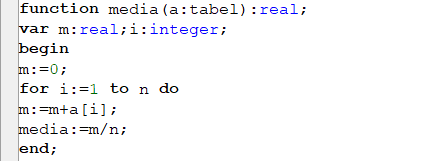 function media(a:tabel):real;
var m:real;i:integer;
begin
m:=0;
for i:=1 to n do
m:=m+a[i];
media:=m/n;
end;